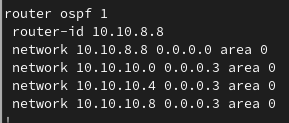 router ospf 1
 router-id 10.10.8.8
 network 10.10.8.8 0.0.0.0 area 0
 network 10.10.10.0 0.0.0.3 area 0
 network 10.10.10.4 0.0.0.3 area 0
 network 10.10.10.8 0.0.0.3 area 0
!